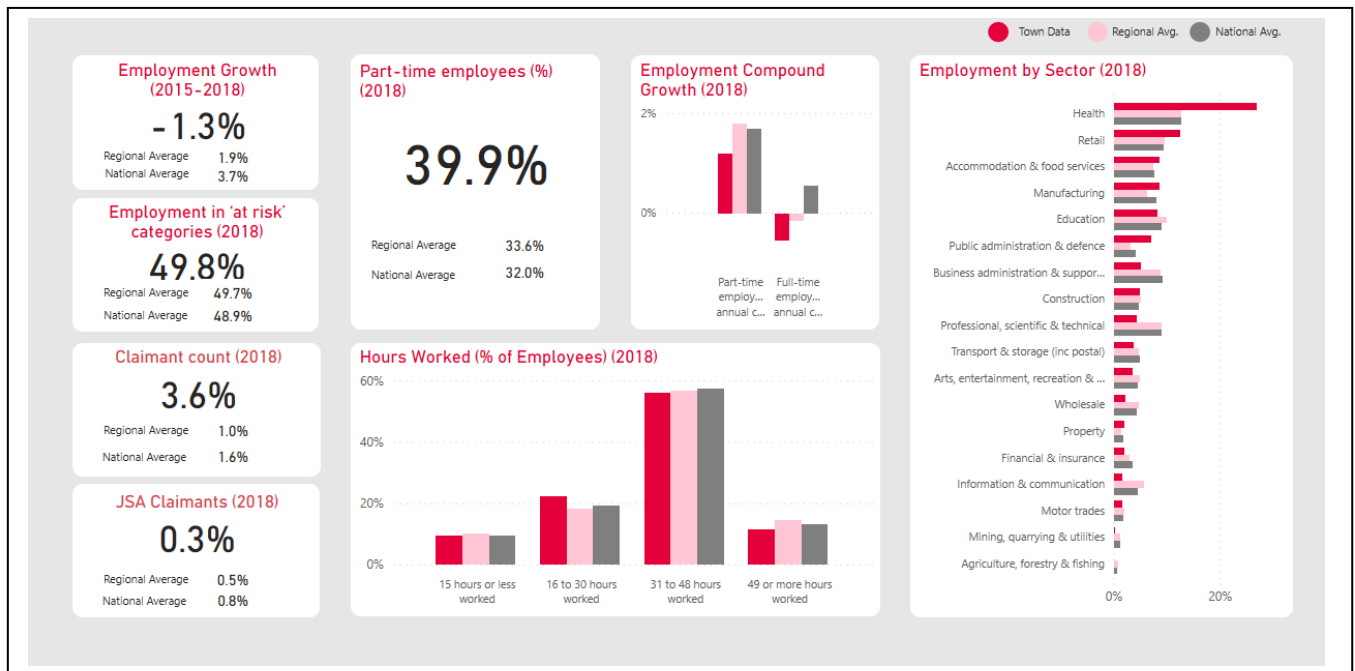 Town Data Regional Avg. National Avg.
Employment Growth
(2015-2018)
-1.3%
Regional Average 1.9%
National Average 3.7%
Employment in ‘at risk’
categories (2018)
49.8%
Regional Average 49.7%
National Average 48.9%
Claimant count (2018)
3.6%
Regional Average 1.0%
National Average 1.6%
JSA Claimants (2018)
0.3%
Regional Average 0.5%
National Average 0.8%
Part-time employees (%)
(2018)
39.9%
Regional Average 33.6%
National Average 32.0%
Employment Compound
Growth (2018)
2%
0%
Part-time Full-time
employ... employ...
annual c... annual c...
Hours Worked (% of Employees) (2018)
60%
40%
20%
0%
15 hours or less 16 to 30 hours 31 to 48 hours 49 or more hours
worked worked worked worked
Employment by Sector (2018)
Health
Retail
Accommodation & food services
Manufacturing
Education
Public administration & defence
Business administration & suppor...
Construction
Professional, scientific & technical
Transport & storage (inc postal)
Arts, entertainment, recreation & ...
Wholesale
Property
Financial & insurance
Information & communication
Motor trades
Mining, quarrying & utilities
Agriculture, forestry & fishing
0% 20%